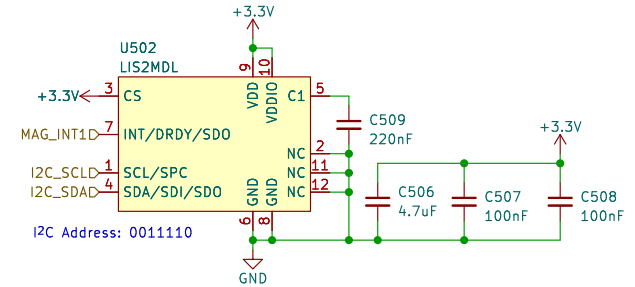 +3.3V
U502
LIS2MDL
9
10
+3.3V
3
CS
VDD
VDDIO
C1
5
C509
220nF
MAG_INT1
7
INT/DRDY/SDO
+3.3V
2
NC
I2C_SCL
1
SCL/SPC
11
NC
I2C_SDA
4
SDA/SDI/SDO
12
NC
GND
GND
C506
4.7uF
C507
100nF
C508
100nF
6
8
I²C Address: 0011110
GND